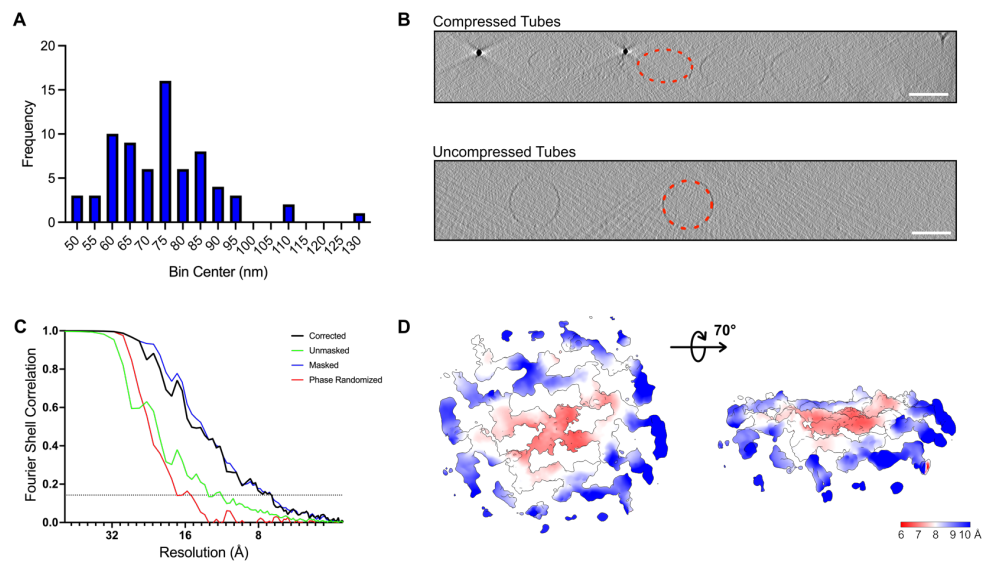 A
20
15
10
5
0
Frequency
50 55 60 65 70 75 80 85 90 95 100 105 110 115 120 125 130
Bin Center (nm)
B
Compressed Tubes
Uncompressed Tubes
C
1.0
0.8
0.6
0.4
0.2
0.0
Fourier Shell Correlation
32 16 8
Resolution (Å)
Corrected
Unmasked
Masked
Phase Randomized
D
70°
6 7 8 9 10 Å